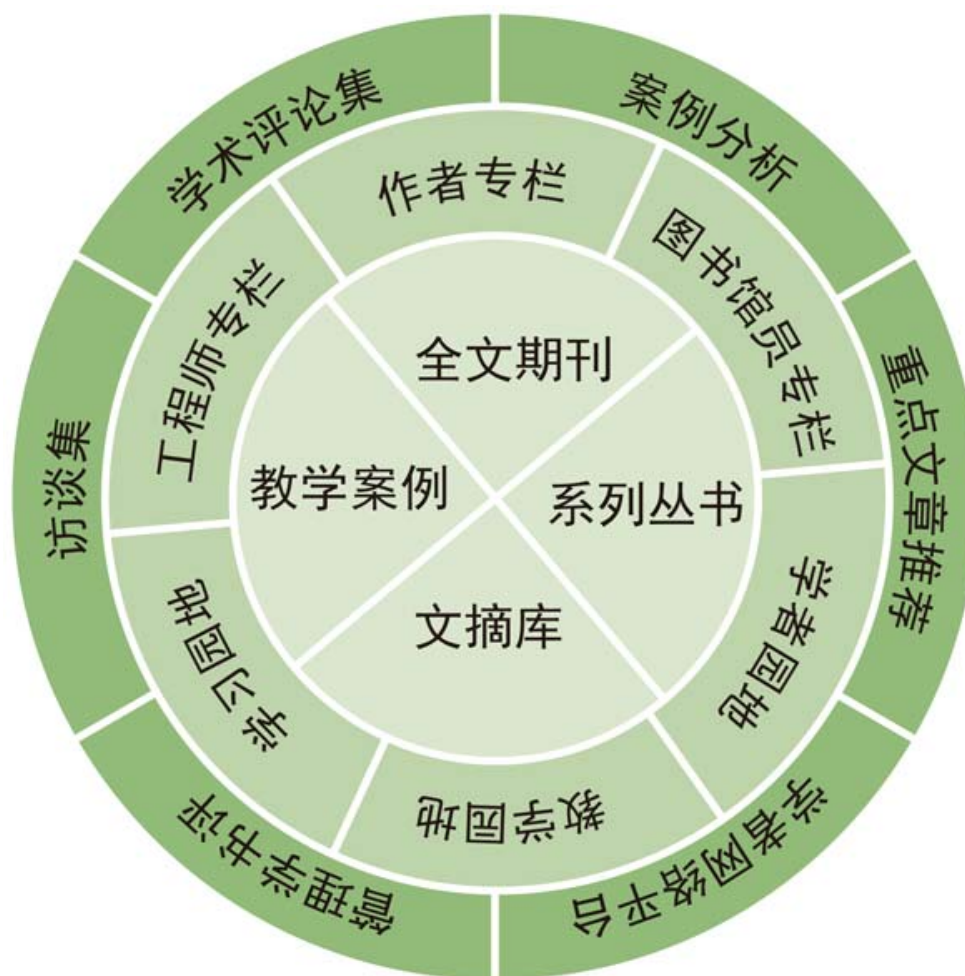 学术评论集
案例分析
重点文章推荐
学者网络平台
管理学书评
访谈集
作者专栏
图书馆员专栏
学者园地
教学园地
学习园地
工程师专栏
全文期刊
系列丛书
文摘库
教学案例